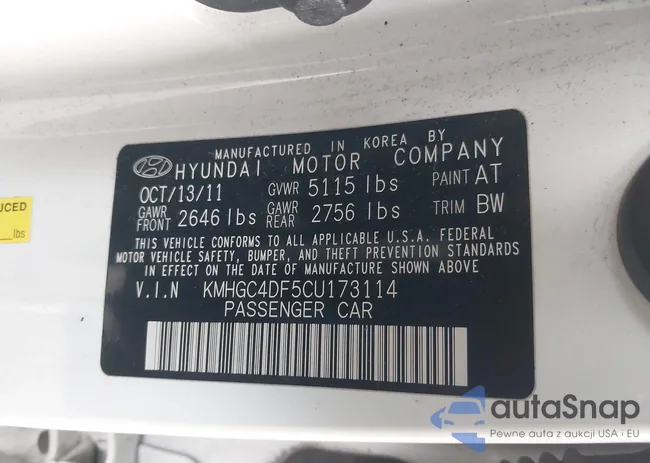 MANUFACTURED IN KOREA BY
HYUNDAI MOTOR COMPANY
OCT/13/11 GVWR 5115 lbs PAINT AT
GAWR FRONT 2646 lbs GAWR REAR 2756 lbs TRIM BW
THIS VEHICLE CONFORMS TO ALL APPLICABLE U.S.A. FEDERAL
MOTOR VEHICLE SAFETY, BUMPER, AND THEFT PREVENTION STANDARDS
IN EFFECT ON THE DATE OF MANUFACTURE SHOWN ABOVE
V.I.N KMHGC4DF5CU173114
PASSENGER CAR
UCED
lbs
autaSnap
Pewne auta z aukcji USA i EU